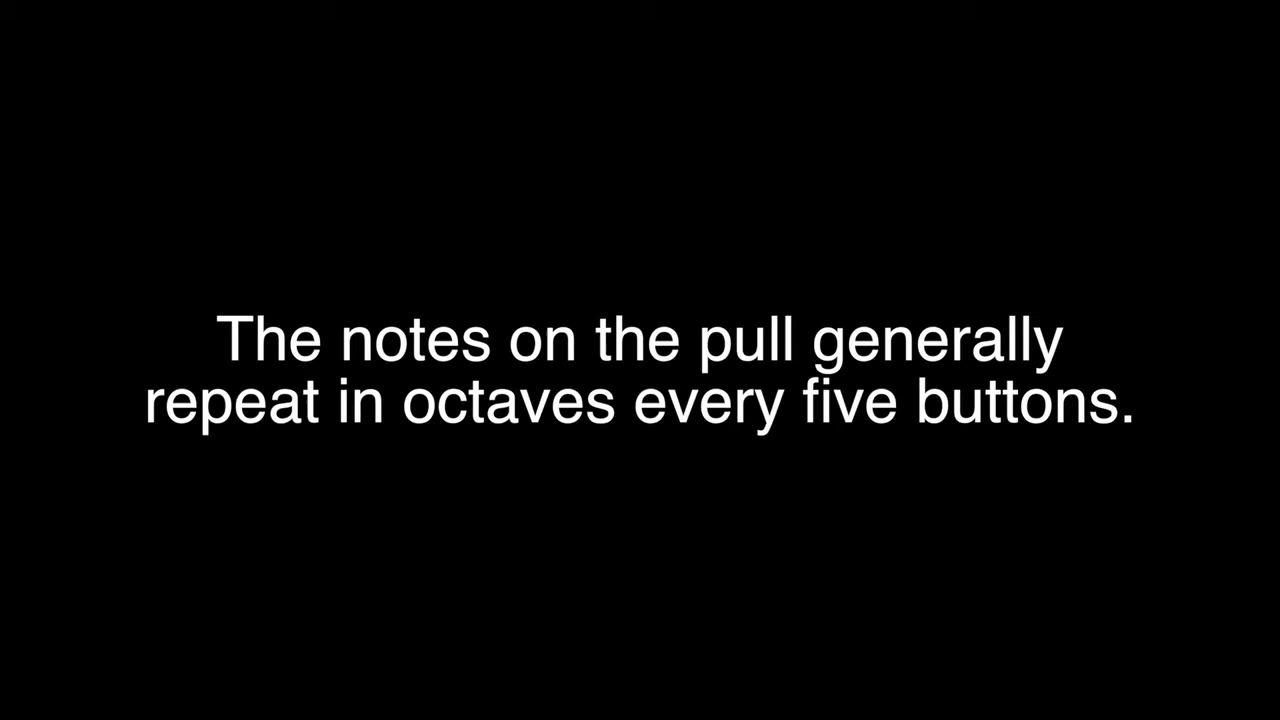 The notes on the pull generally
repeat in octaves every five buttons.